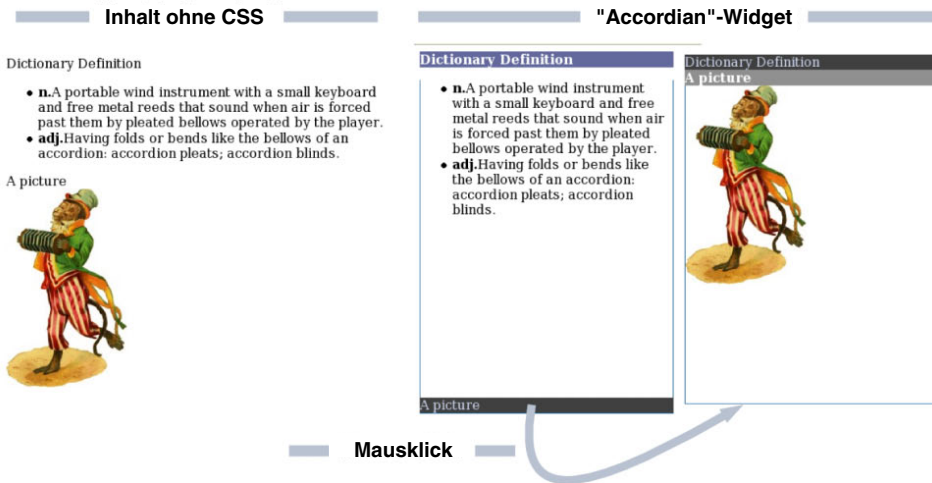 Inhalt ohne CSS
"Accordian"-Widget
Dictionary Definition
n.A portable wind instrument with a small keyboard
and free metal reeds that sound when air is forced
past them by pleated bellows operated by the player.
adj.Having folds or bends like the bellows of an
accordion: accordion pleats; accordion blinds.
A picture
Dictionary Definition
n.A portable wind instrument
with a small keyboard and free
metal reeds that sound when air
is forced past them by pleated
bellows operated by the player.
adj.Having folds or bends like
the bellows of an accordion:
accordion pleats; accordion
blinds.
A picture
Dictionary Definition
A picture
Mausklick